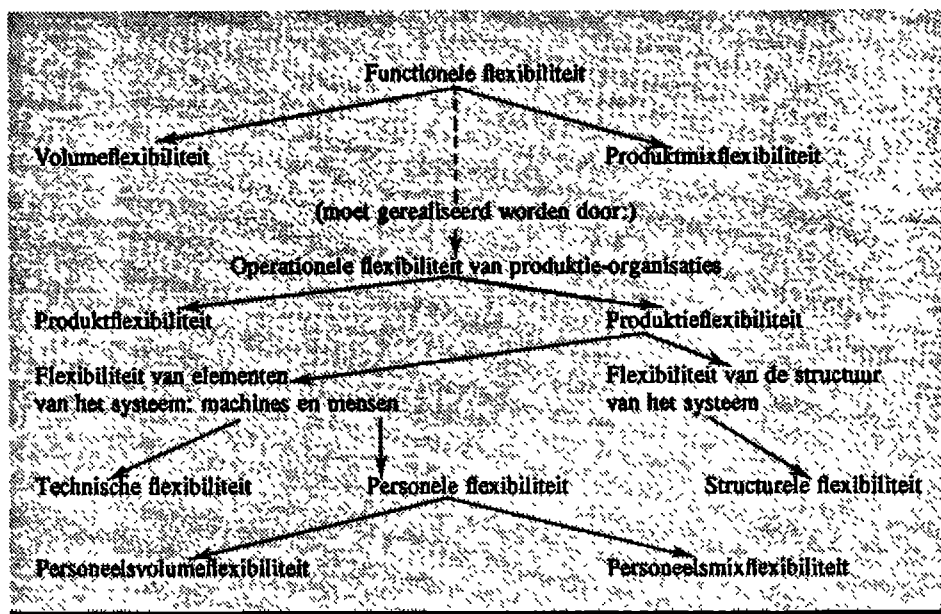 Functionele flexibiliteit
Volumeflexibiliteit
Produktmixflexibiliteit
(moet gerealiseerd worden door:)
Operationele flexibiliteit van produktie-organisaties
Produktflexibiliteit
Produktieflexibiliteit
Flexibiliteit van elementen
van het systeem: machines en mensen
Flexibiliteit van de structuur
van het systeem
Technische flexibiliteit
Personele flexibiliteit
Structurele flexibiliteit
Personeelsvolumeflexibiliteit
Personeelsmixflexibiliteit